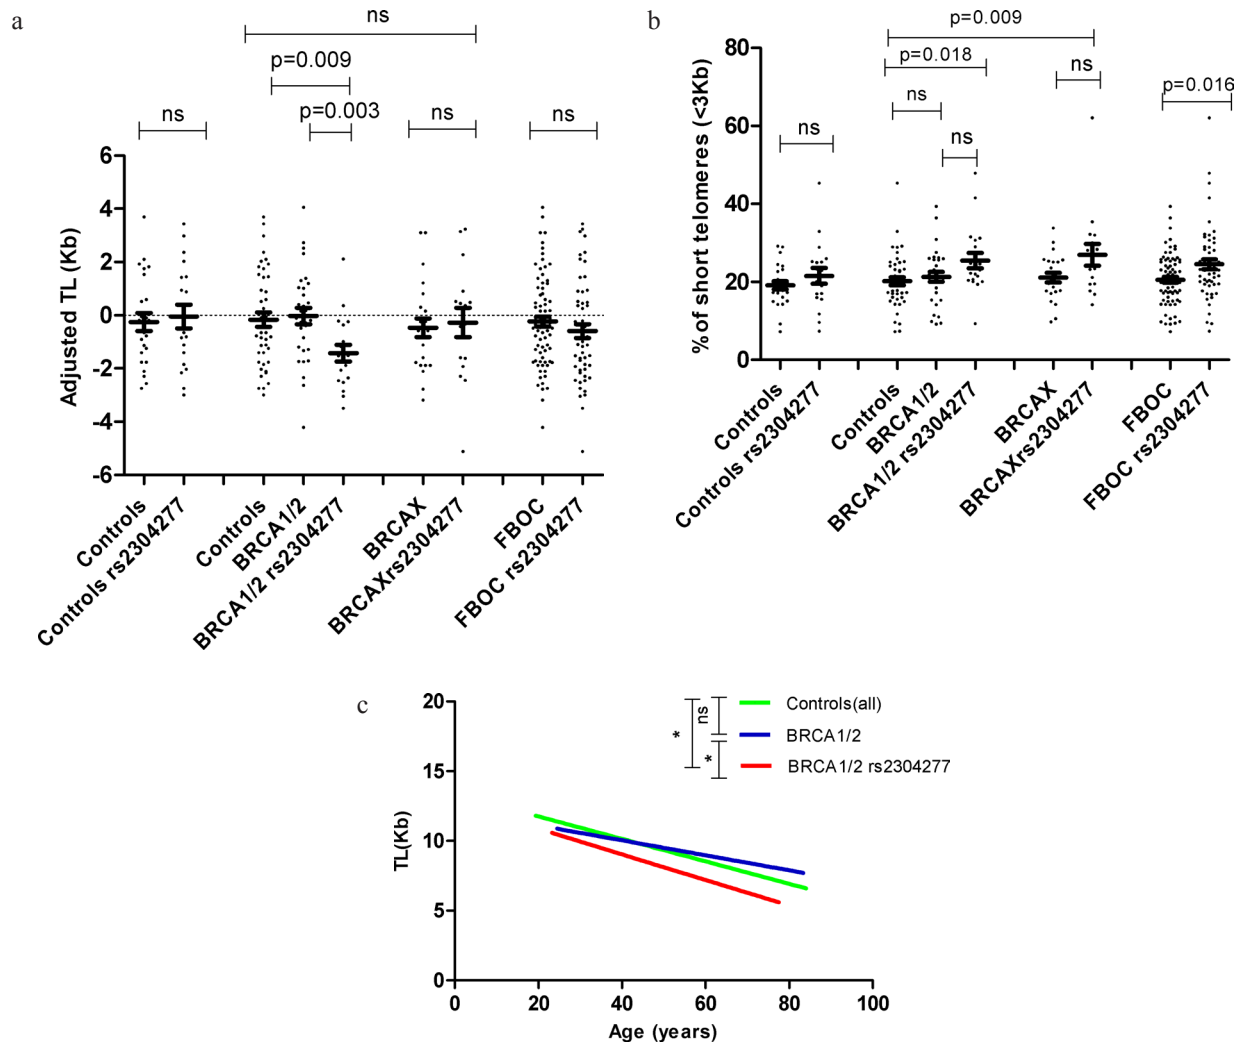 a
ns
p=0.009
p=0.003
ns
ns
ns
Adjusted TL (Kb)
6
4
2
0
-2
-4
-6
Controls
Controls rs2304277
Controls
BRCA1/2
BRCA1/2 rs2304277
BRCAX
BRCAXrs2304277
FBOC
FBOC rs2304277
b
p=0.009
p=0.018
ns
p=0.016
ns
ns
ns
% of short telomeres (<3Kb)
80
60
40
20
0
Controls
Controls rs2304277
Controls
BRCA1/2
BRCA1/2 rs2304277
BRCAX
BRCAXrs2304277
FBOC
FBOC rs2304277
c
TL(Kb)
20
15
10
5
0
0
20
40
60
80
100
Age (years)
*
ns
*
Controls(all)
BRCA1/2
BRCA1/2 rs2304277